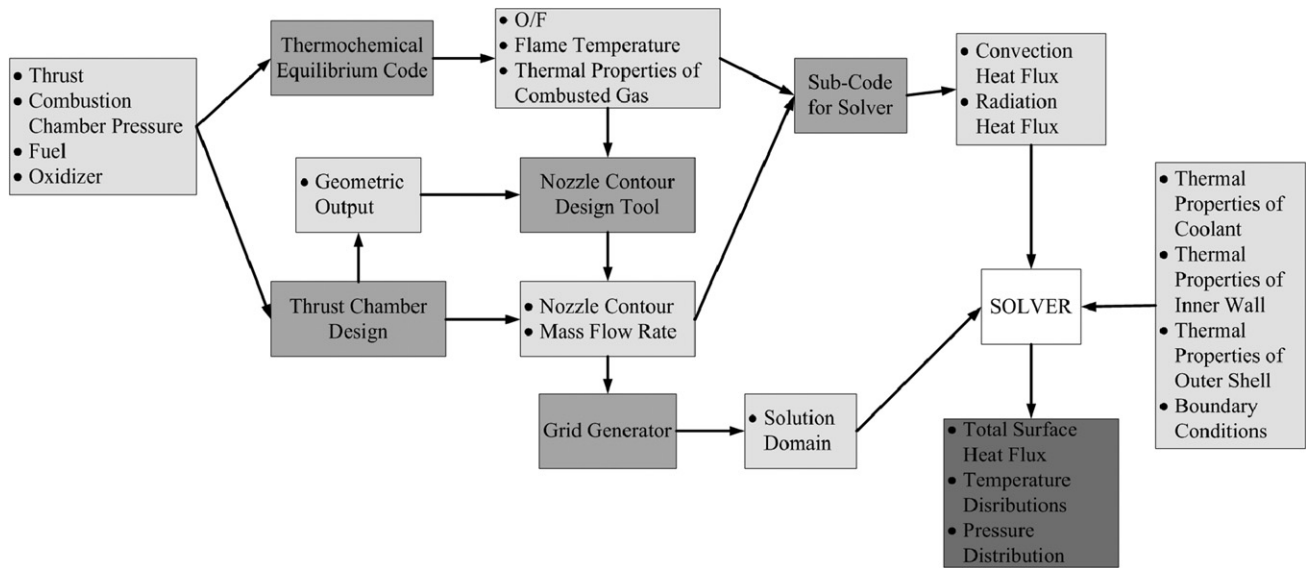 ● Thrust
● Combustion
Chamber Pressure
● Fuel
● Oxidizer
Thermochemical
Equilibrium Code
● O/F
● Flame Temperature
● Thermal Properties of
Combusted Gas
Sub-Code
for Solver
● Convection
Heat Flux
● Radiation
Heat Flux
● Geometric
Output
Nozzle Contour
Design Tool
● Thermal
Properties of
Coolant
● Thermal
Properties of
Inner Wall
● Thermal
Properties of
Outer Shell
● Boundary
Conditions
Thrust Chamber
Design
● Nozzle Contour
● Mass Flow Rate
SOLVER
Grid Generator
● Solution
Domain
● Total Surface
Heat Flux
● Temperature
Disributions
● Pressure
Distribution